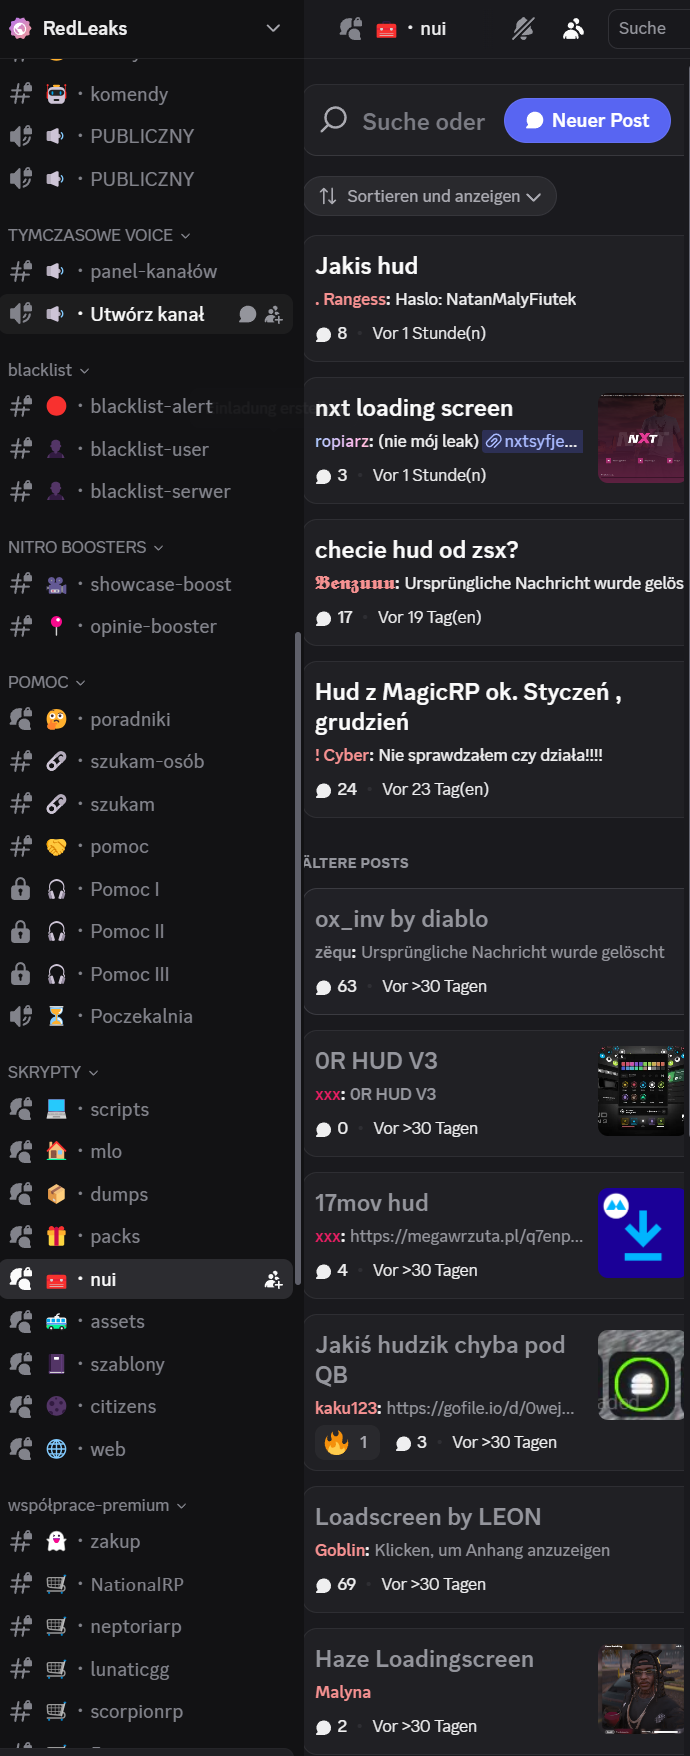 RedLeaks
komendy
PUBLICZNY
PUBLICZNY
TYMCZASOWE VOICE
panel-kanałów
Utwórz kanał
blacklist
blacklist-alert
blacklist-user
blacklist-serwer
NITRO BOOSTERS
showcase-boost
opinie-booster
POMOC
poradniki
szukam-osób
szukam
pomoc
Pomoc I
Pomoc II
Pomoc III
Poczekalnia
SKRYPTY
scripts
mlo
dumps
packs
nui
assets
szablony
citizens
web
współprace-premium
zakup
NationalRP
neptoriarp
lunaticgg
scorpionrp
nui
Suche
Suche oder
Neuer Post
Sortieren und anzeigen
Jakis hud
. Rangess: Haslo: NatanMalyFiutek
8 · Vor 1 Stunde(n)
nxt loading screen
ropiarz: (nie mój leak) nxtsyfje...
NXT
3 · Vor 1 Stunde(n)
checie hud od zsx?
𝕭𝖊𝖓𝖟𝖚𝖚𝖚: Ursprüngliche Nachricht wurde gelös
17 · Vor 19 Tag(en)
Hud z MagicRP ok. Styczeń ,
grudzień
! Cyber: Nie sprawdzałem czy działa!!!!
24 · Vor 23 Tag(en)
ÄLTERE POSTS
ox_inv by diablo
zëqu: Ursprüngliche Nachricht wurde gelöscht
63 · Vor >30 Tagen
0R HUD V3
xxx: 0R HUD V3
0 · Vor >30 Tagen
17mov hud
xxx: https://megawrzuta.pl/q7enp...
4 · Vor >30 Tagen
Jakiś hudzik chyba pod
QB
kaku123: https://gofile.io/d/0wej...
1 3 · Vor >30 Tagen
Loadscreen by LEON
Goblin: Klicken, um Anhang anzuzeigen
69 · Vor >30 Tagen
Haze Loadingscreen
Malyna
2 · Vor >30 Tagen